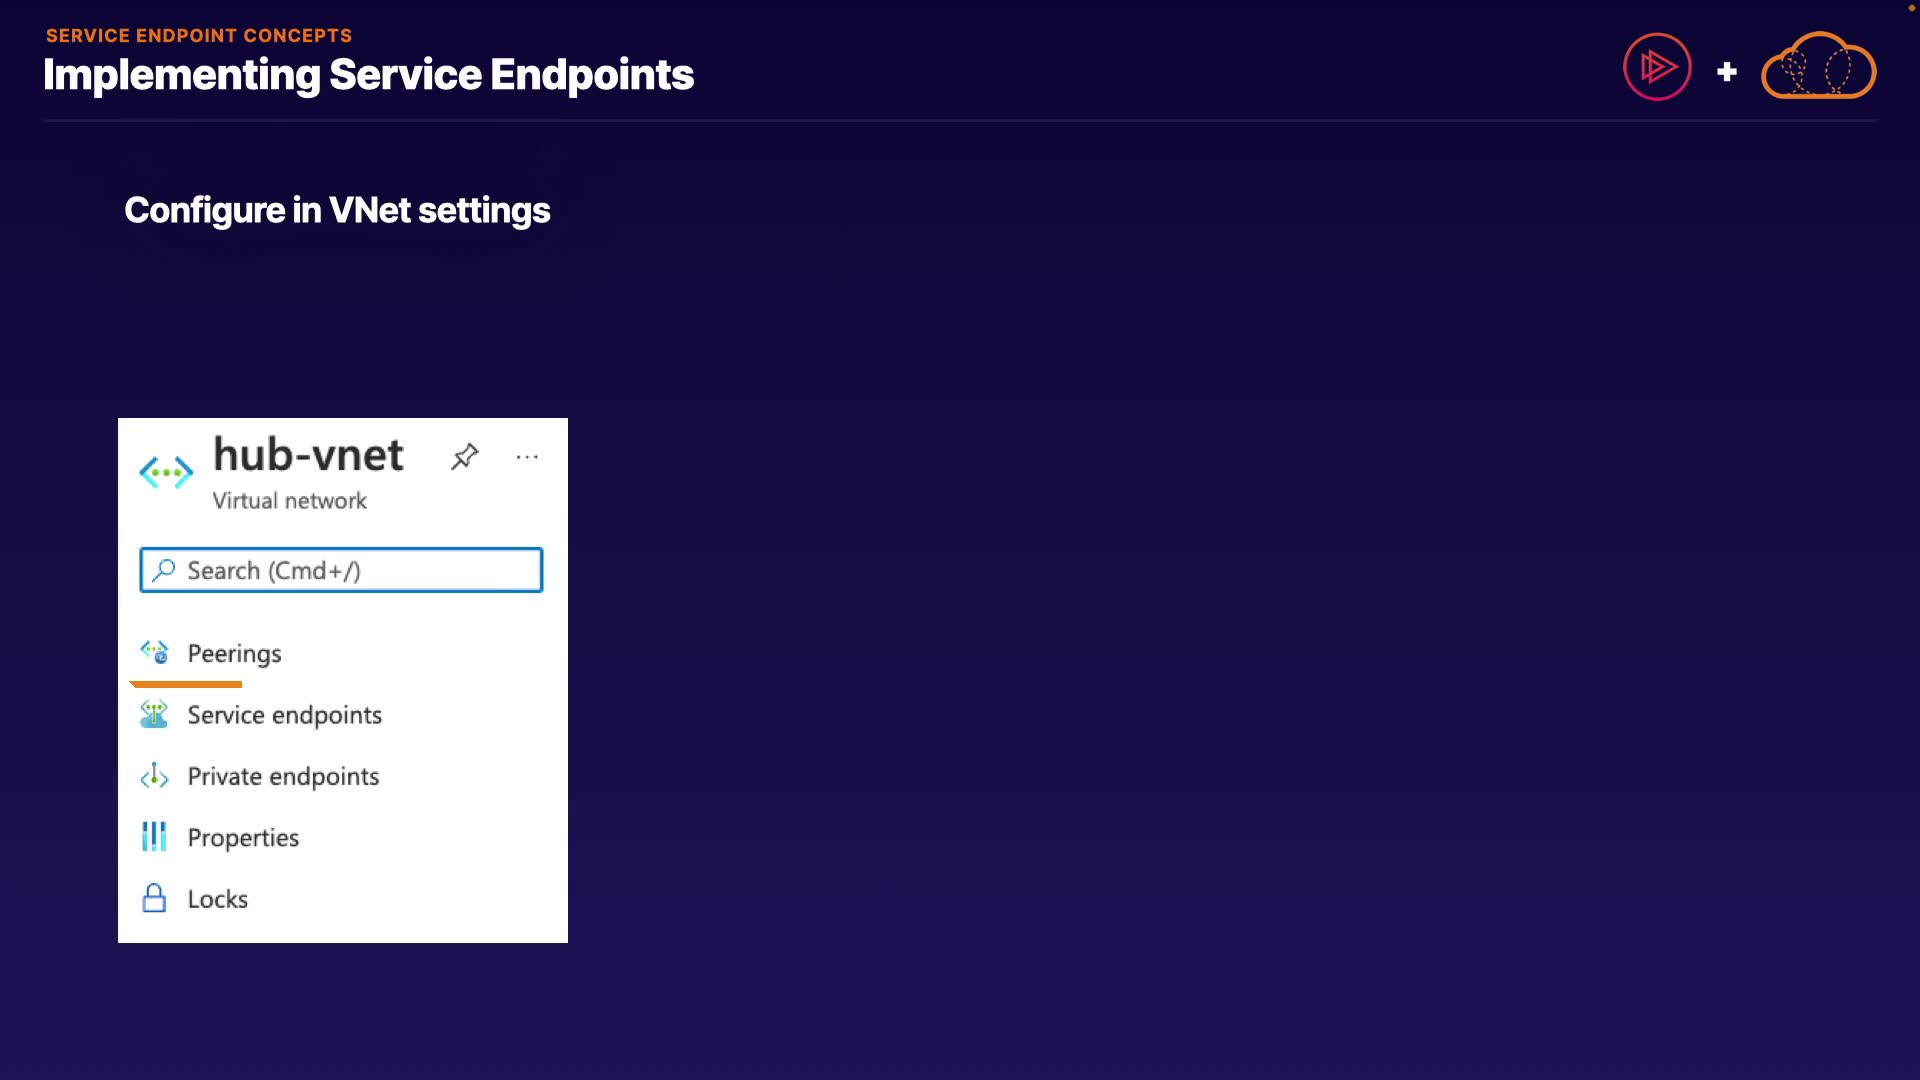 SERVICE ENDPOINT CONCEPTS
Implementing Service Endpoints
Configure in VNet settings
hub-vnet
Virtual network
Search (Cmd+/)
Peerings
Service endpoints
Private endpoints
Properties
Locks